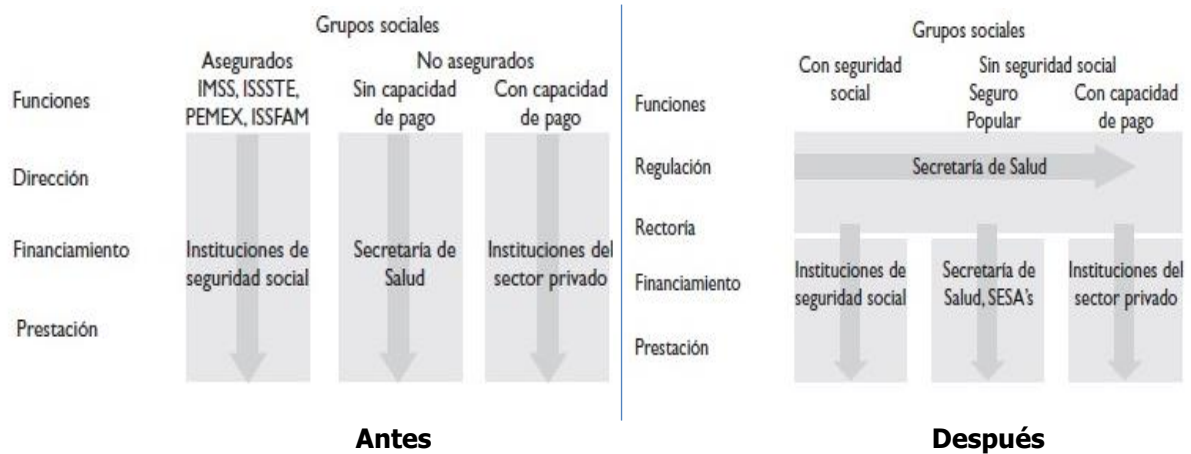 Grupos sociales
Asegurados
IMSS, ISSSTE,
PEMEX, ISSFAM
No asegurados
Sin capacidad
de pago
Con capacidad
de pago
Funciones
Dirección
Financiamiento
Instituciones de
seguridad social
Secretaría de
Salud
Instituciones del
sector privado
Prestación
Antes
Grupos sociales
Con seguridad
social
Sin seguridad social
Seguro
Popular
Con capacidad
de pago
Funciones
Regulación
Secretaría de Salud
Rectoría
Financiamiento
Instituciones de
seguridad social
Secretaría de
Salud, SESA's
Instituciones del
sector privado
Prestación
Después